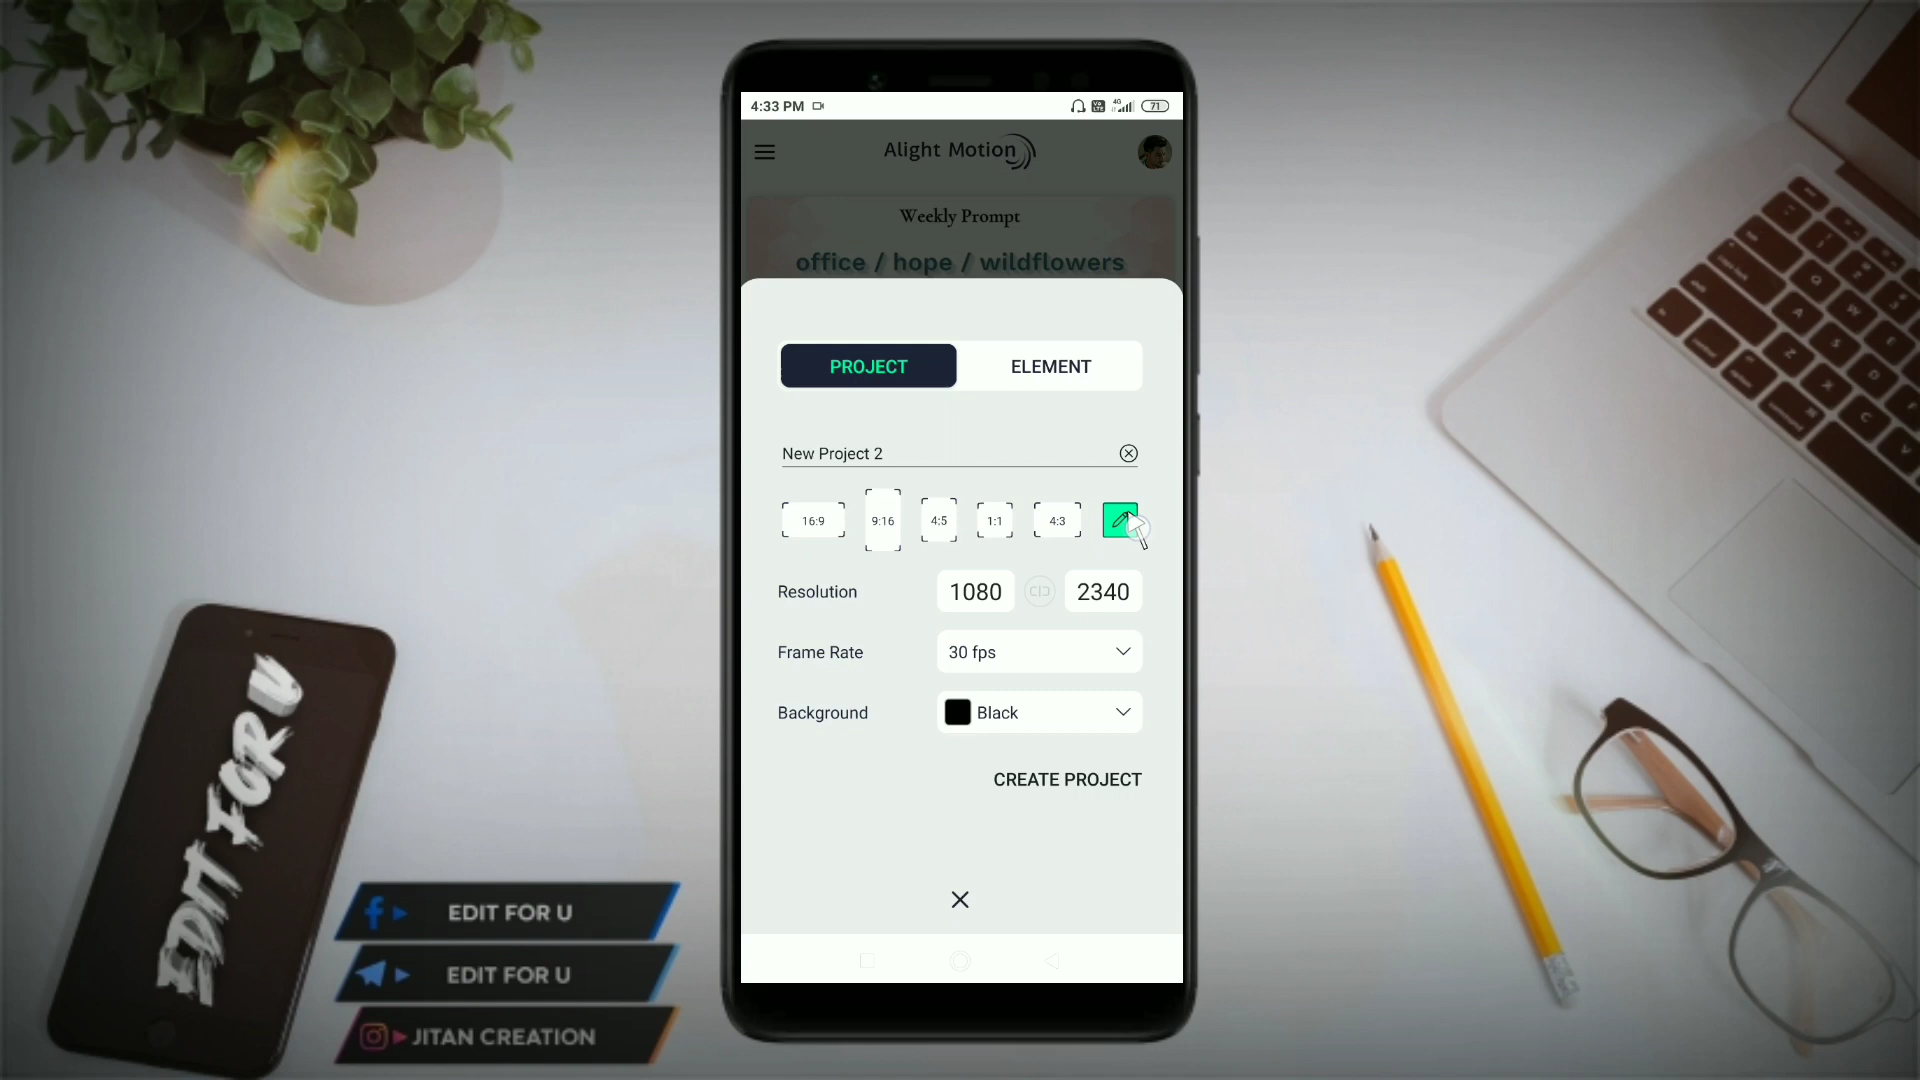 4:33 PM
4G
71
Alight Motion
Weekly Prompt
office / hope / wildflowers
PROJECT
ELEMENT
New Project 2
16:9
9:16
4:5
1:1
4:3
Resolution
1080
2340
Frame Rate
30 fps
Background
Black
CREATE PROJECT
EDIT FOR U
EDIT FOR U
EDIT FOR U
JITAN CREATION